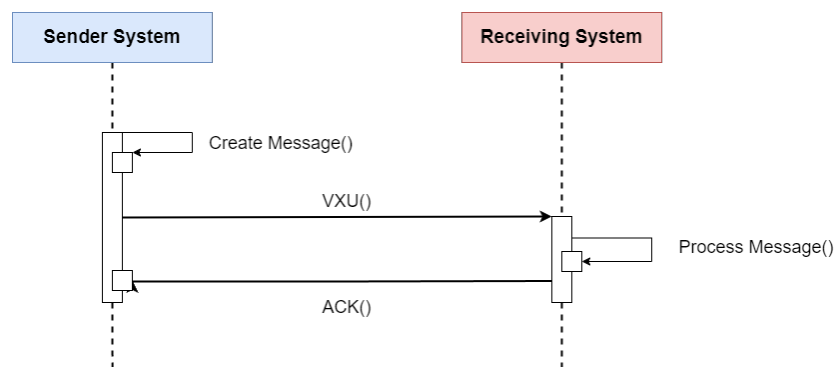 Sender System
Receiving System
Create Message()
VXU()
Process Message()
ACK()